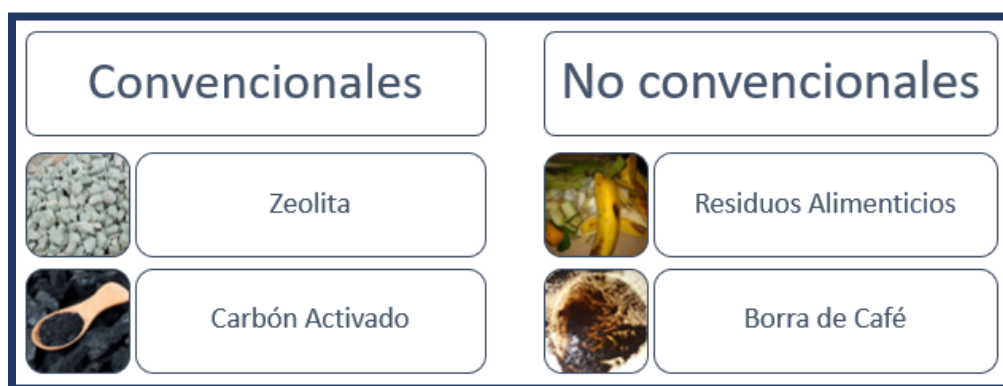 Convencionales
No convencionales
Zeolita
Residuos Alimenticios
Carbón Activado
Borra de Café